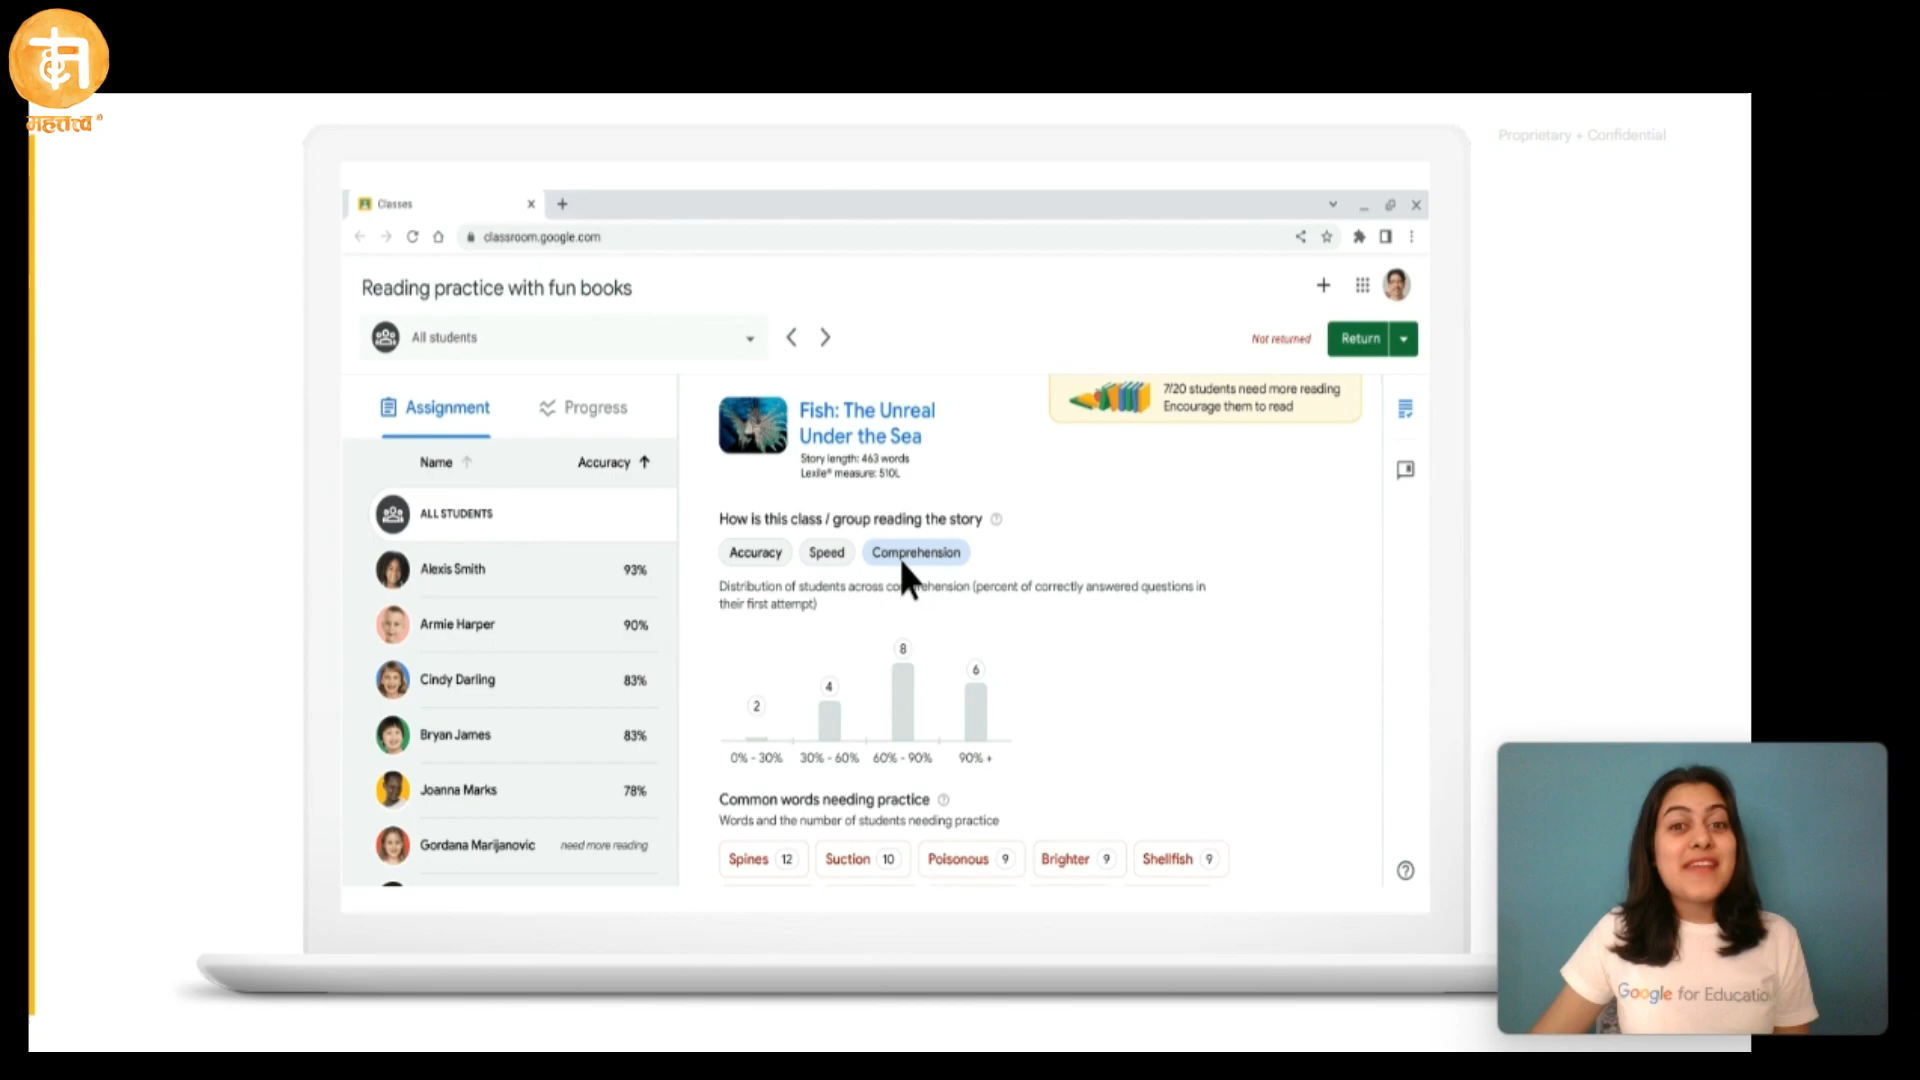 महत्तत्त्व
Proprietary + Confidential
Classes
classroom.google.com
Reading practice with fun books
All students
Not returned
Return
Assignment
Progress
Name
Accuracy
ALL STUDENTS
Alexis Smith 93%
Armie Harper 90%
Cindy Darling 83%
Bryan James 83%
Joanna Marks 78%
Gordana Marijanovic need more reading
7/20 students need more reading
Encourage them to read
Fish: The Unreal
Under the Sea
Story length: 463 words
Lexile® measure: 510L
How is this class / group reading the story
Accuracy
Speed
Comprehension
Distribution of students across (percent of correctly answered questions in
their first attempt)
2
4
8
6
0% - 30%
30% - 60%
60% - 90%
90% +
Common words needing practice
Words and the number of students needing practice
Spines 12
Suction 10
Poisonous 9
Brighter 9
Shellfish 9
Google for Educatio